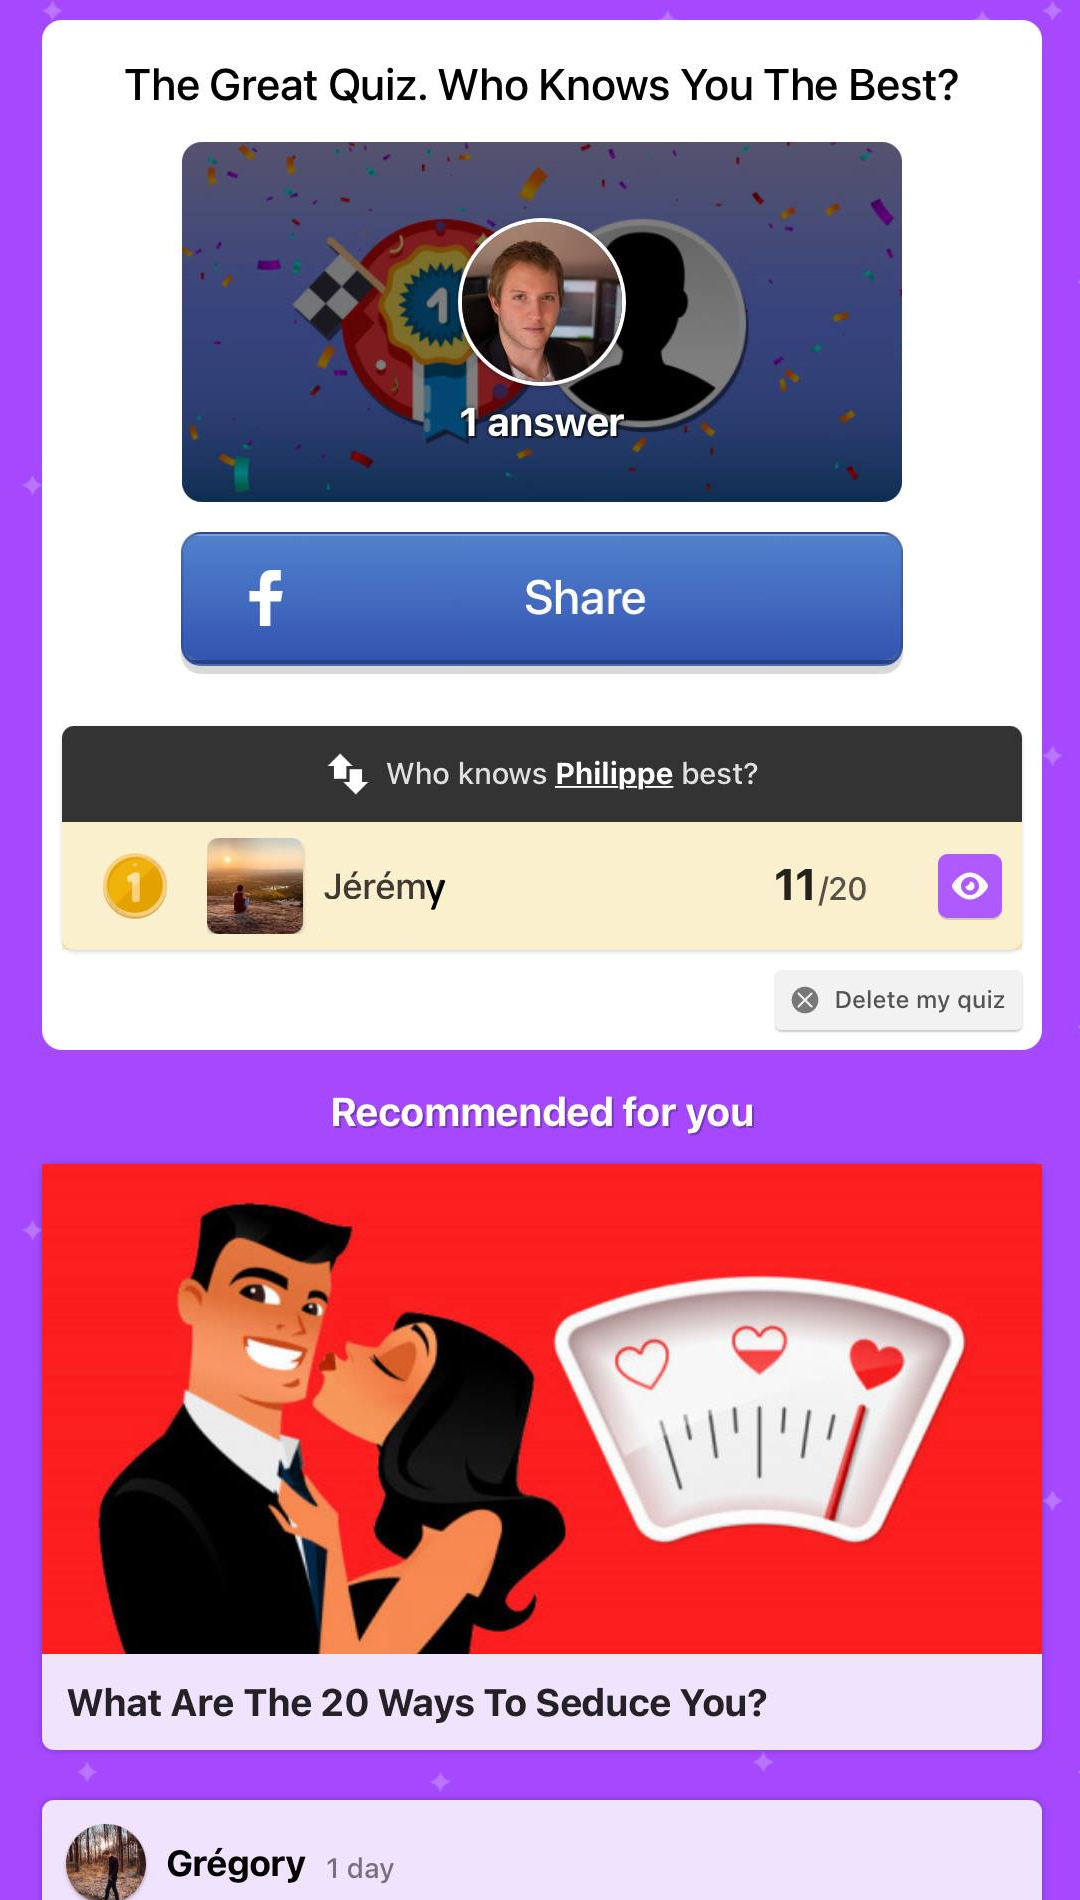 The Great Quiz. Who Knows You The Best?
1
1 answer
Share
Who knows Philippe best?
1
Jérémy
11/20
Delete my quiz
Recommended for you
What Are The 20 Ways To Seduce You?
Grégory 1 day